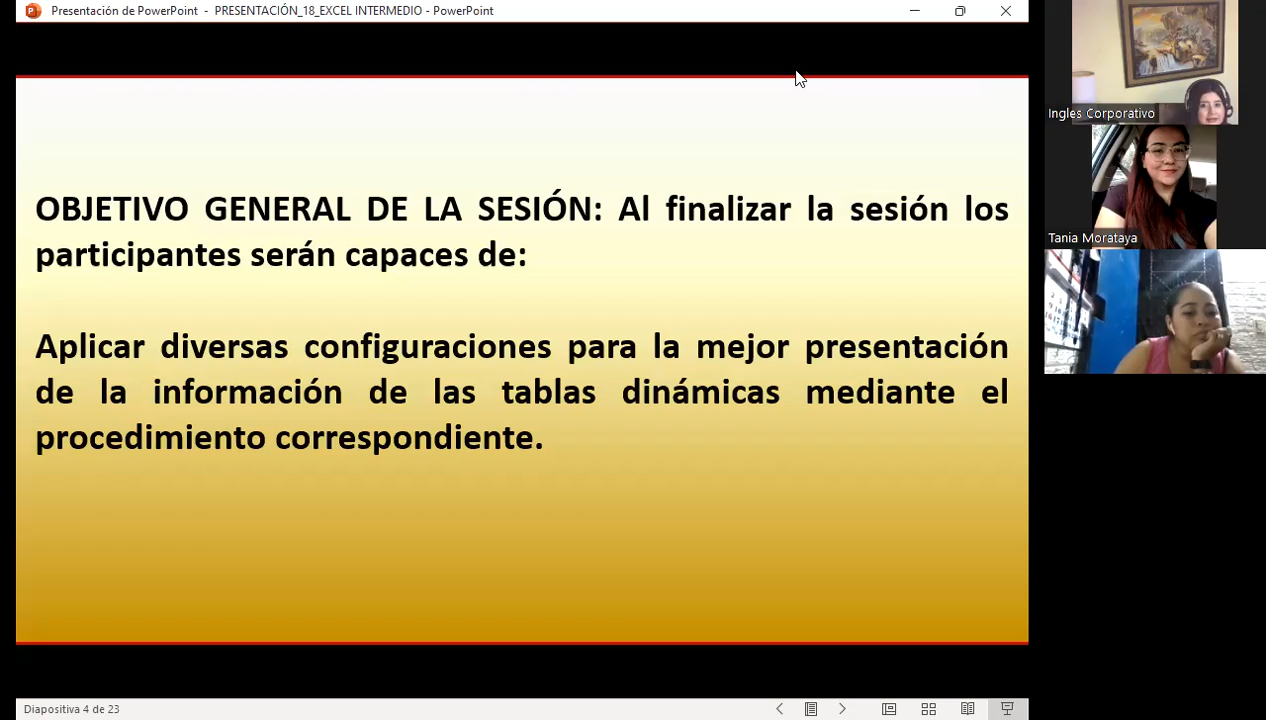 Presentación de PowerPoint - PRESENTACIÓN_18_EXCEL INTERMEDIO - PowerPoint
Ingles Corporativo
Tania Morataya
OBJETIVO GENERAL DE LA SESIÓN: Al finalizar la sesión los
participantes serán capaces de:
Aplicar diversas configuraciones para la mejor presentación
de la información de las tablas dinámicas mediante el
procedimiento correspondiente.
Diapositiva 4 de 23